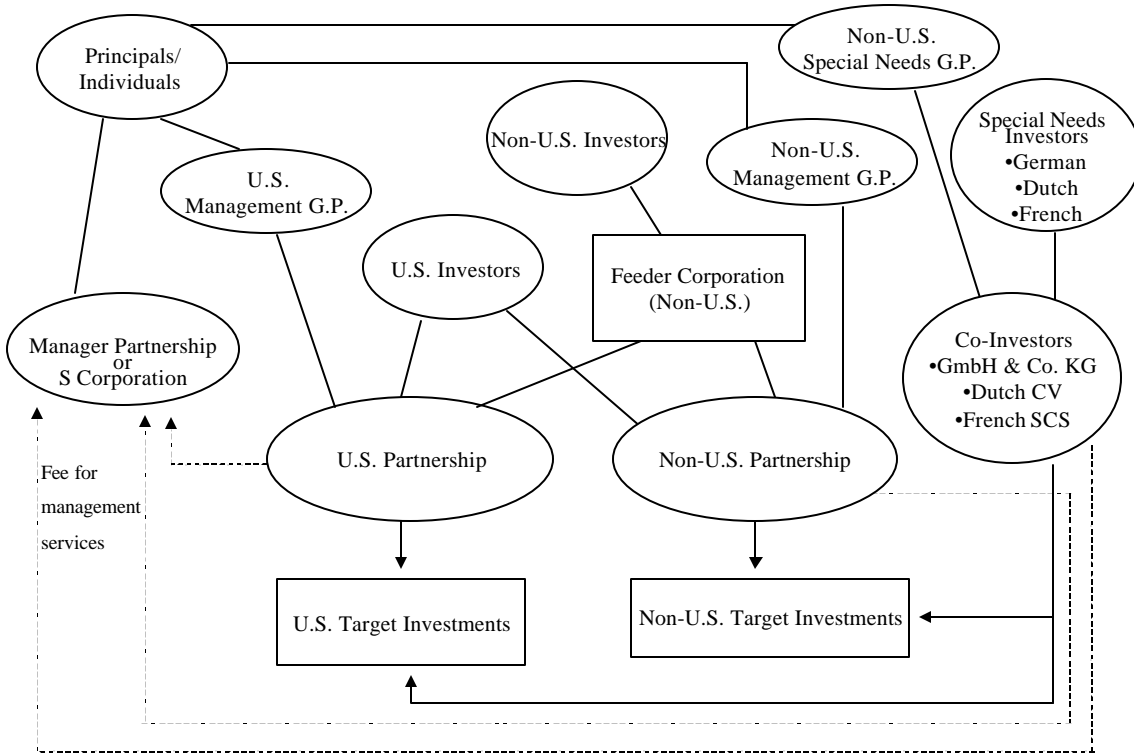 Principals/
Individuals
Non-U.S.
Special Needs G.P.
Special Needs
Investors
•German
•Dutch
•French
Non-U.S. Investors
Non-U.S.
Management G.P.
U.S.
Management G.P.
U.S. Investors
Feeder Corporation
(Non-U.S.)
Manager Partnership
or
S Corporation
Co-Investors
•GmbH & Co. KG
•Dutch CV
•French SCS
U.S. Partnership
Non-U.S. Partnership
Fee for
management
services
U.S. Target Investments
Non-U.S. Target Investments